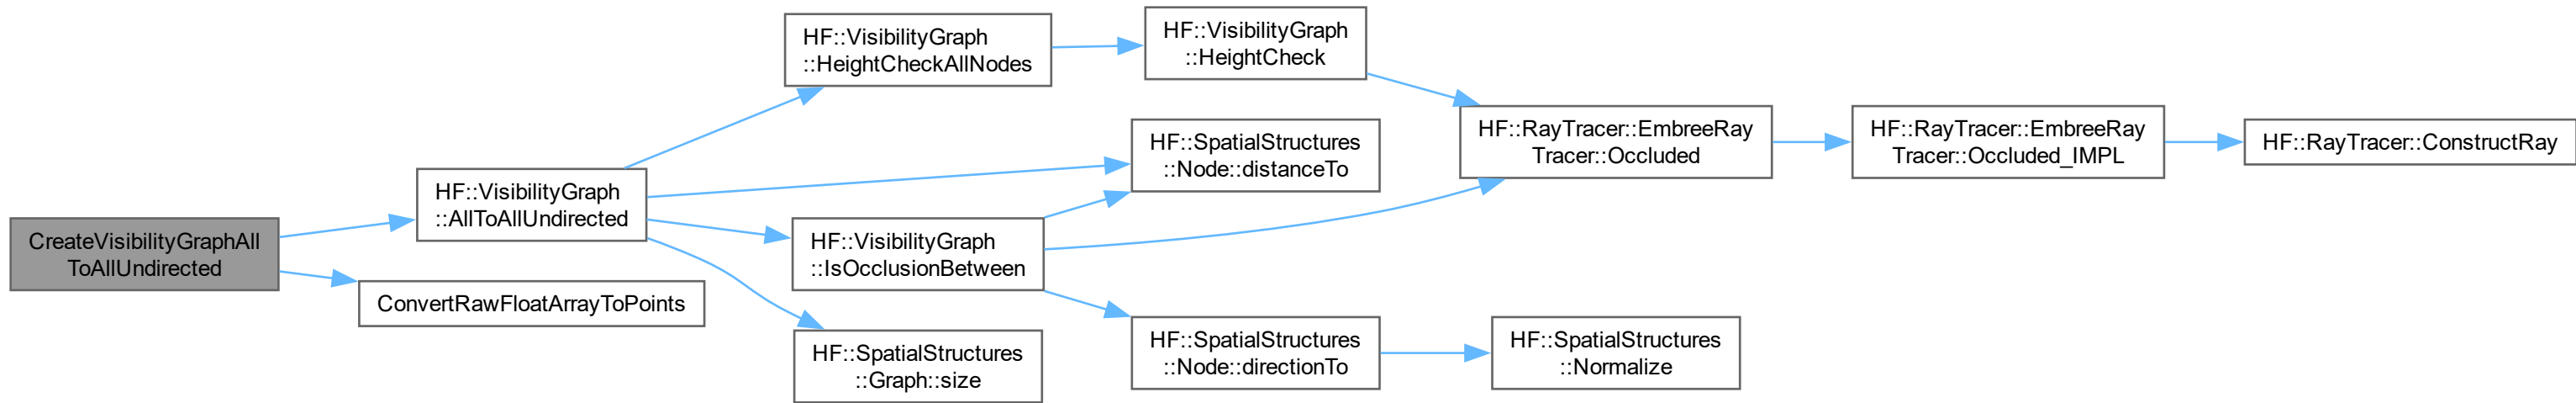 CreateVisibilityGraphAll
ToAllUndirected
HF::VisibilityGraph
::AllToAllUndirected
ConvertRawFloatArrayToPoints
HF::VisibilityGraph
::HeightCheckAllNodes
HF::VisibilityGraph
::HeightCheck
HF::SpatialStructures
::Node::distanceTo
HF::VisibilityGraph
::IsOcclusionBetween
HF::SpatialStructures
::Graph::size
HF::SpatialStructures
::Node::directionTo
HF::RayTracer::EmbreeRay
Tracer::Occluded
HF::RayTracer::EmbreeRay
Tracer::Occluded_IMPL
HF::RayTracer::ConstructRay
HF::SpatialStructures
::Normalize